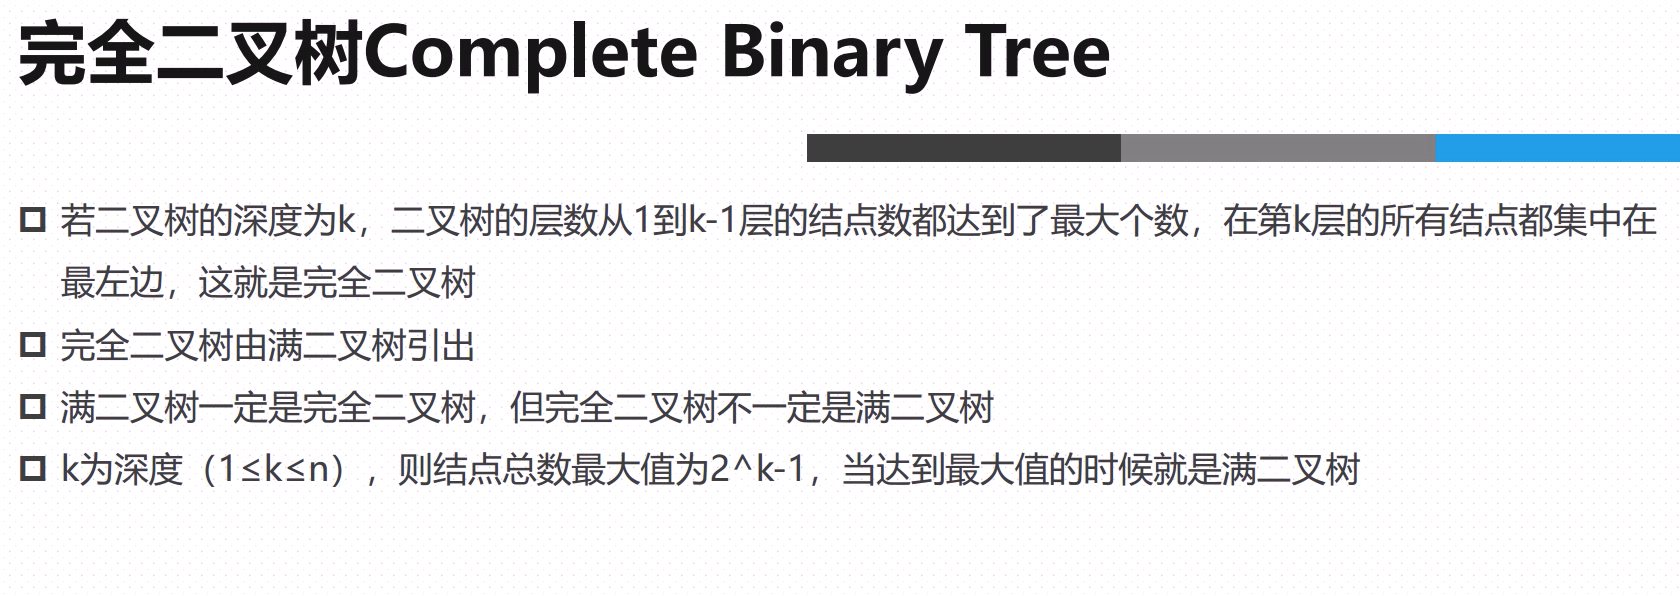 完全二叉树Complete Binary Tree
若二叉树的深度为k，二叉树的层数从1到k-1层的结点数都达到了最大个数，在第k层的所有结点都集中在
最左边，这就是完全二叉树
完全二叉树由满二叉树引出
满二叉树一定是完全二叉树，但完全二叉树不一定是满二叉树
k为深度（1≤k≤n），则结点总数最大值为2^k-1，当达到最大值的时候就是满二叉树